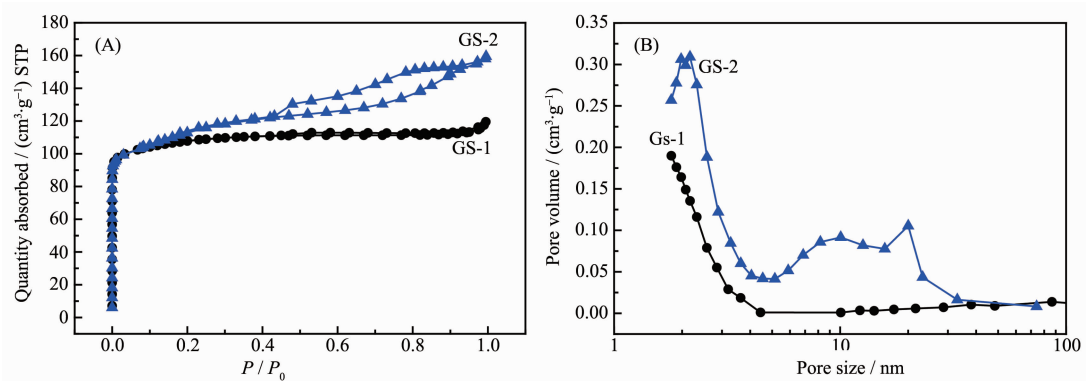 (A)
GS-2
GS-1
180
160
140
120
100
80
60
40
20
0
Quantity absorbed / (cm³·g⁻¹) STP
0.0 0.2 0.4 0.6 0.8 1.0
P / P₀
(B)
GS-2
Gs-1
0.35
0.30
0.25
0.20
0.15
0.10
0.05
0.00
Pore volume / (cm³·g⁻¹)
1 10 100
Pore size / nm